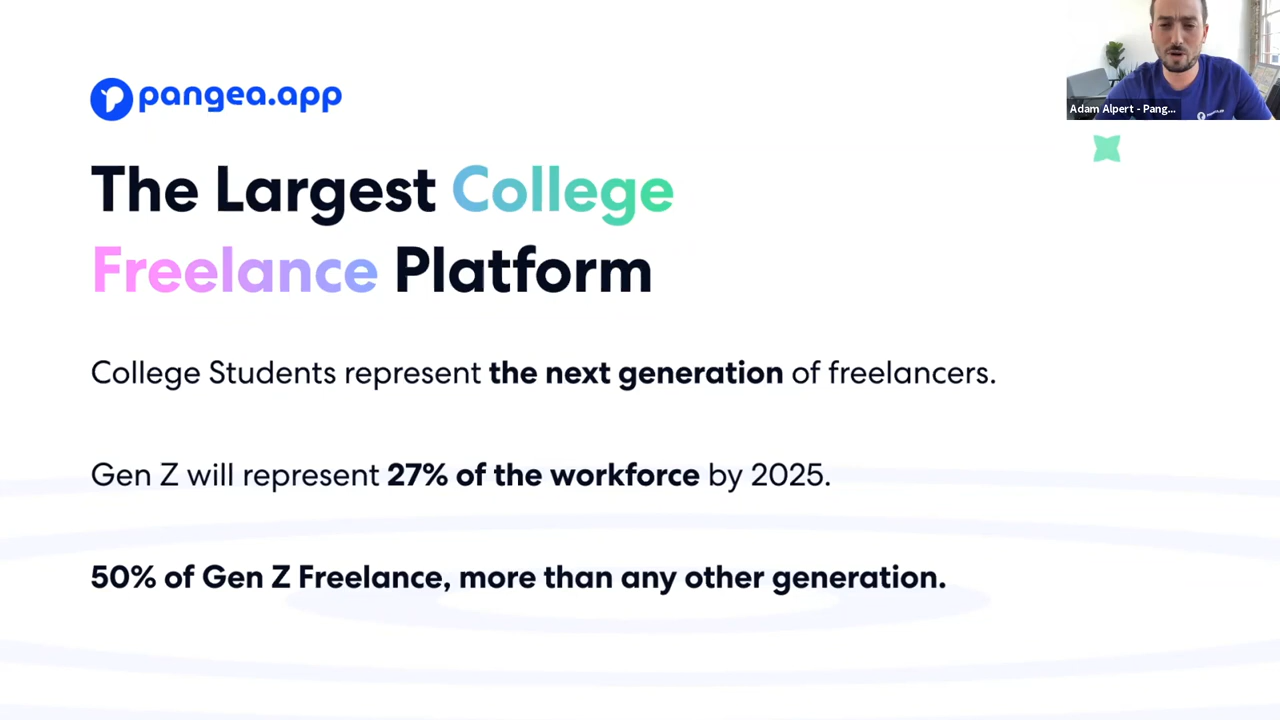 pangea.app
Adam Alpert - Pang...
The Largest College
Freelance Platform
College Students represent the next generation of freelancers.
Gen Z will represent 27% of the workforce by 2025.
50% of Gen Z Freelance, more than any other generation.